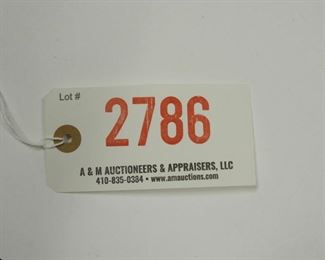 Lot #
2786
A & M AUCTIONEERS & APPRAISERS, LLC
410-835-0384 • www.amauctions.com